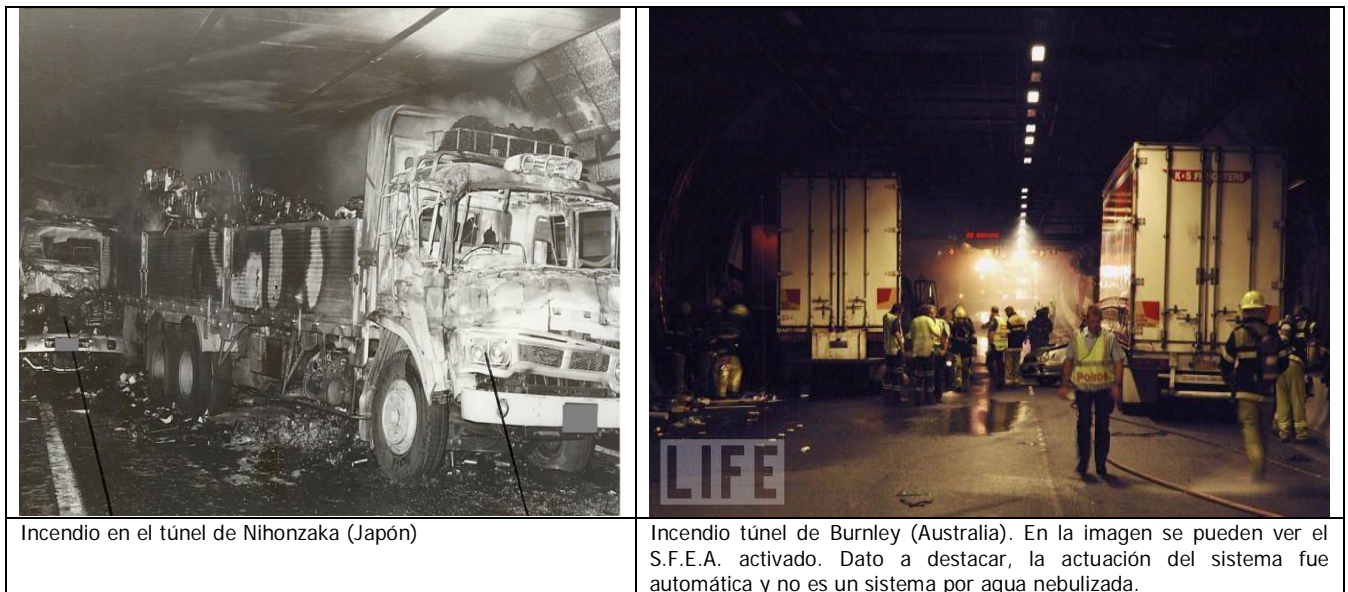 K&S FREIGHTERS
Police
LIFE
Incendio en el túnel de Nihonzaka (Japón)
Incendio túnel de Burnley (Australia). En la imagen se pueden ver el
S.F.E.A. activado. Dato a destacar, la actuación del sistema fue
automática y no es un sistema por agua nebulizada.